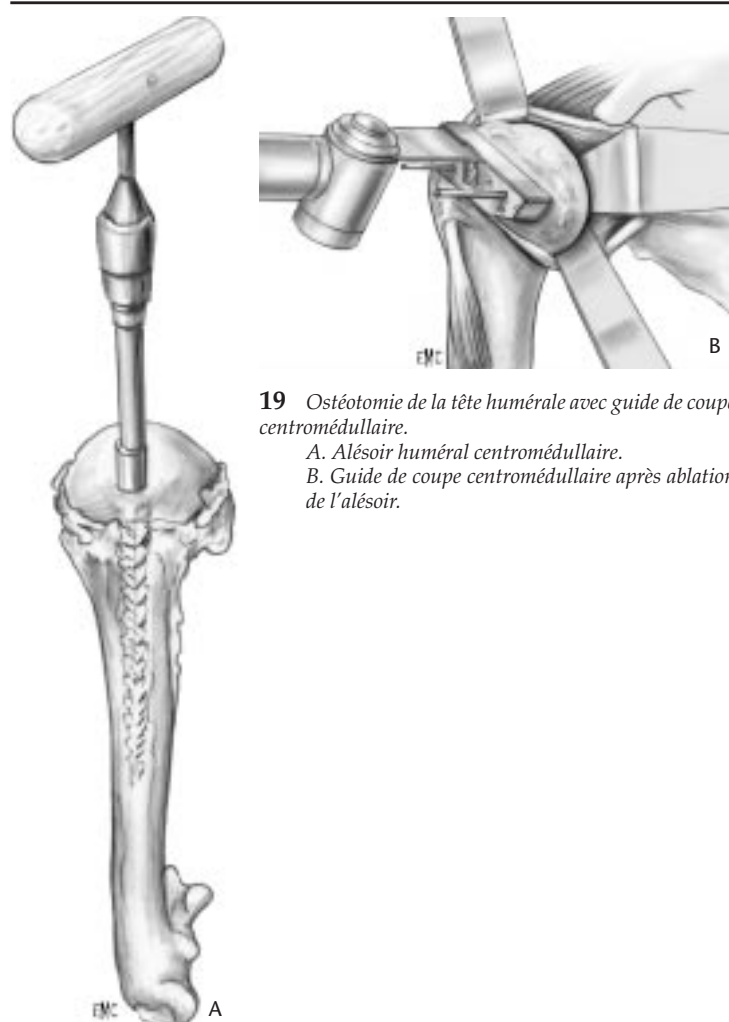 EMC
B
19 Ostéotomie de la tête humérale avec guide de coupe
centromédullaire.
A. Alésoir huméral centromédullaire.
B. Guide de coupe centromédullaire après ablation
de l'alésoir.
EMC
A